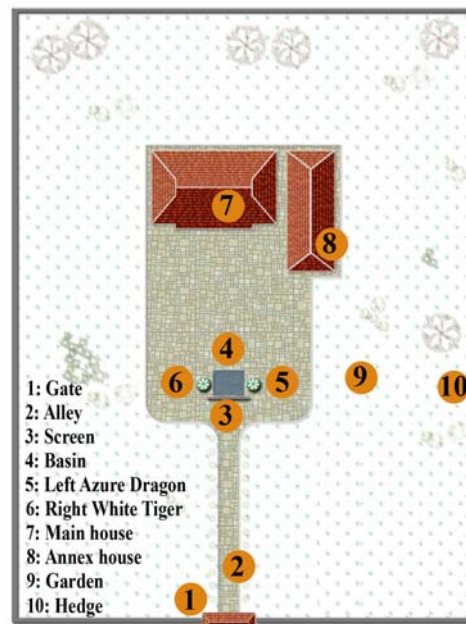 7
8
4
6
5
9
10
3
2
1
1: Gate
2: Alley
3: Screen
4: Basin
5: Left Azure Dragon
6: Right White Tiger
7: Main house
8: Annex house
9: Garden
10: Hedge